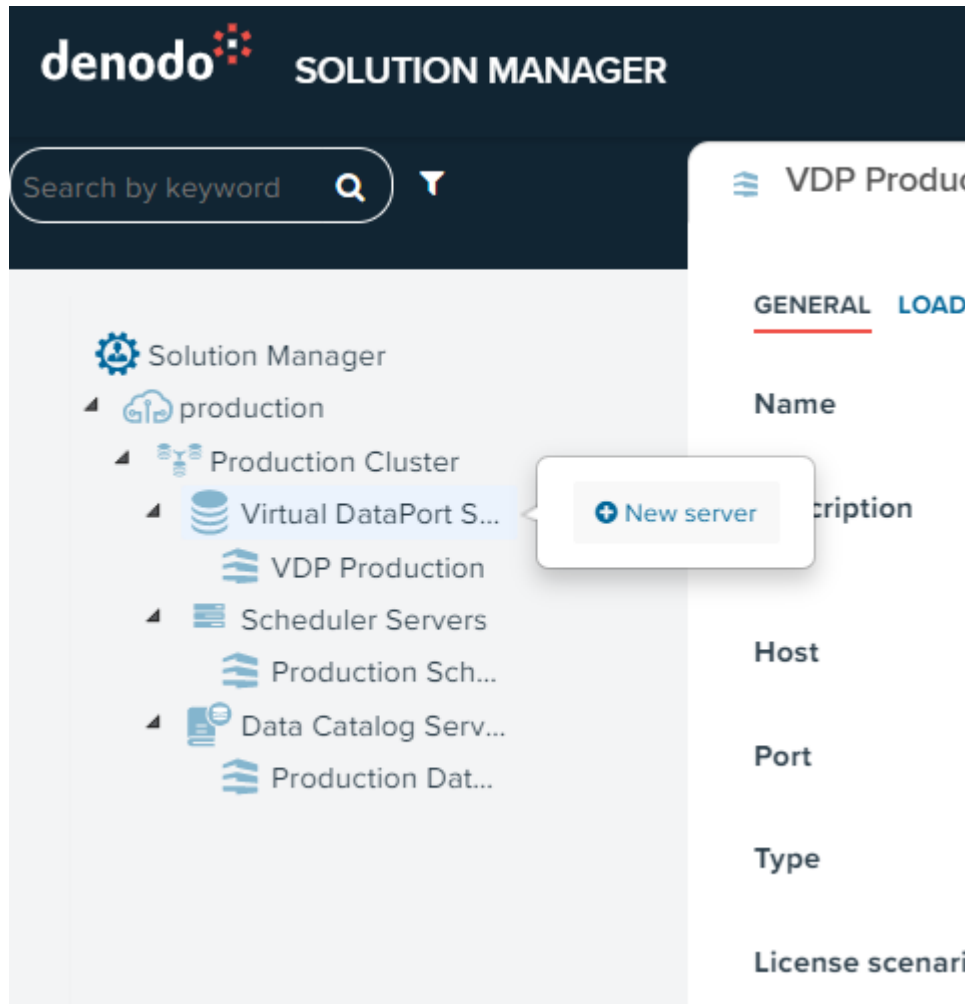 denodo SOLUTION MANAGER
Search by keyword
VDP Produc
GENERAL LOAD
Solution Manager
production
Name
Production Cluster
Virtual DataPort S...
New server
cription
VDP Production
Scheduler Servers
Host
Production Sch...
Data Catalog Serv...
Port
Production Dat...
Type
License scenari